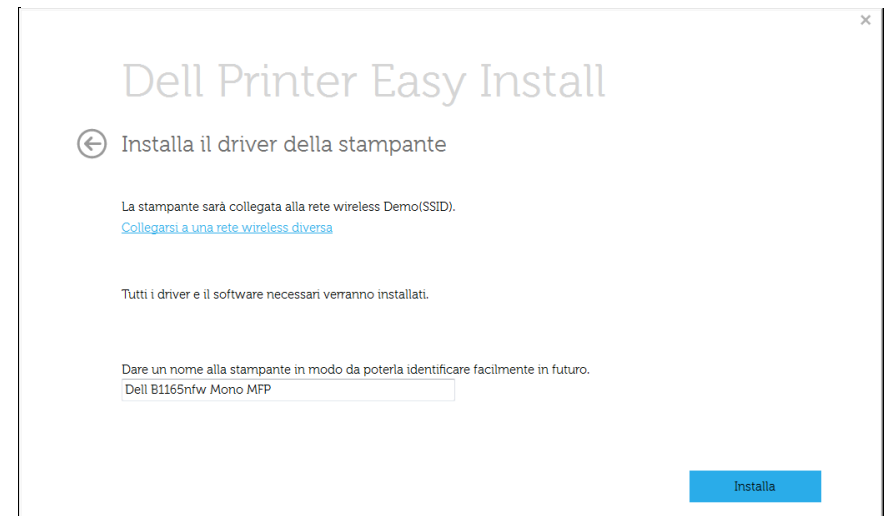 Dell Printer Easy Install
Installa il driver della stampante
La stampante sarà collegata alla rete wireless Demo(SSID).
Collegarsi a una rete wireless diversa
Tutti i driver e il software necessari verranno installati.
Dare un nome alla stampante in modo da poterla identificare facilmente in futuro.
Dell B1165nfw Mono MFP
Installa